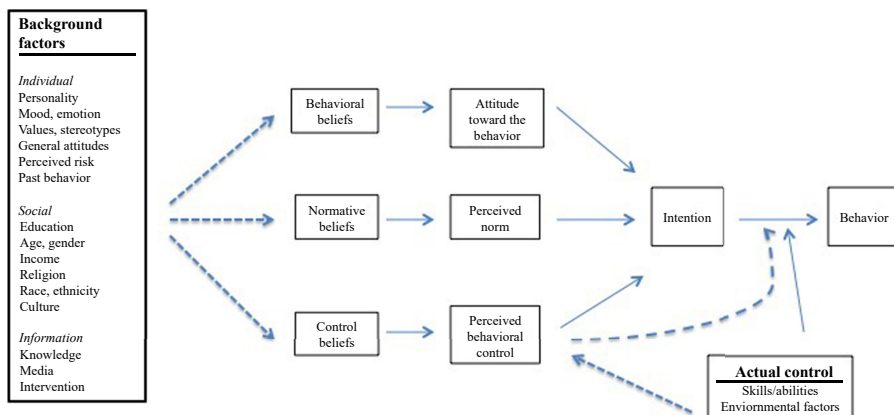 Background
factors
Individual
Personality
Mood, emotion
Values, stereotypes
General attitudes
Perceived risk
Past behavior
Social
Education
Age, gender
Income
Religion
Race, ethnicity
Culture
Information
Knowledge
Media
Intervention
Behavioral
beliefs
Attitude
toward the
behavior
Normative
beliefs
Perceived
norm
Intention
Behavior
Control
beliefs
Perceived
behavioral
control
Actual control
Skills/abilities
Enviornmental factors